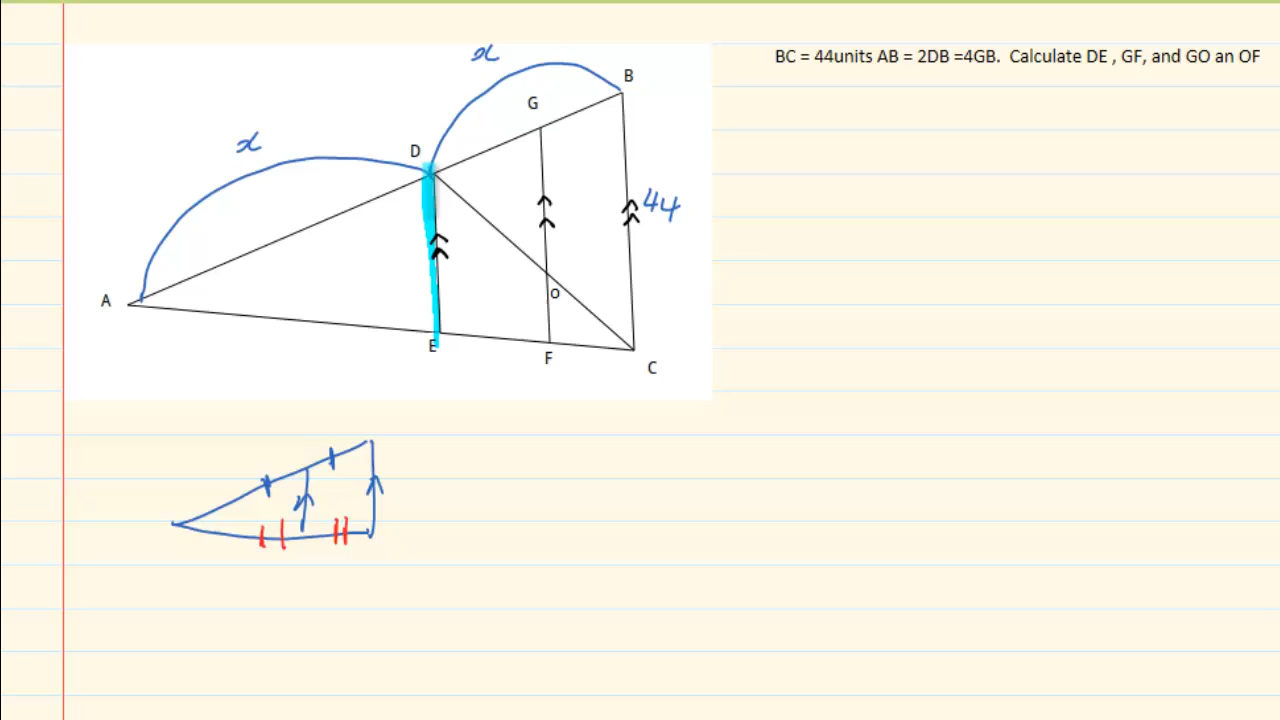 BC = 44units AB = 2DB =4GB. Calculate DE , GF, and GO an OF
x
B
G
x
D
44
A
O
E
F
C